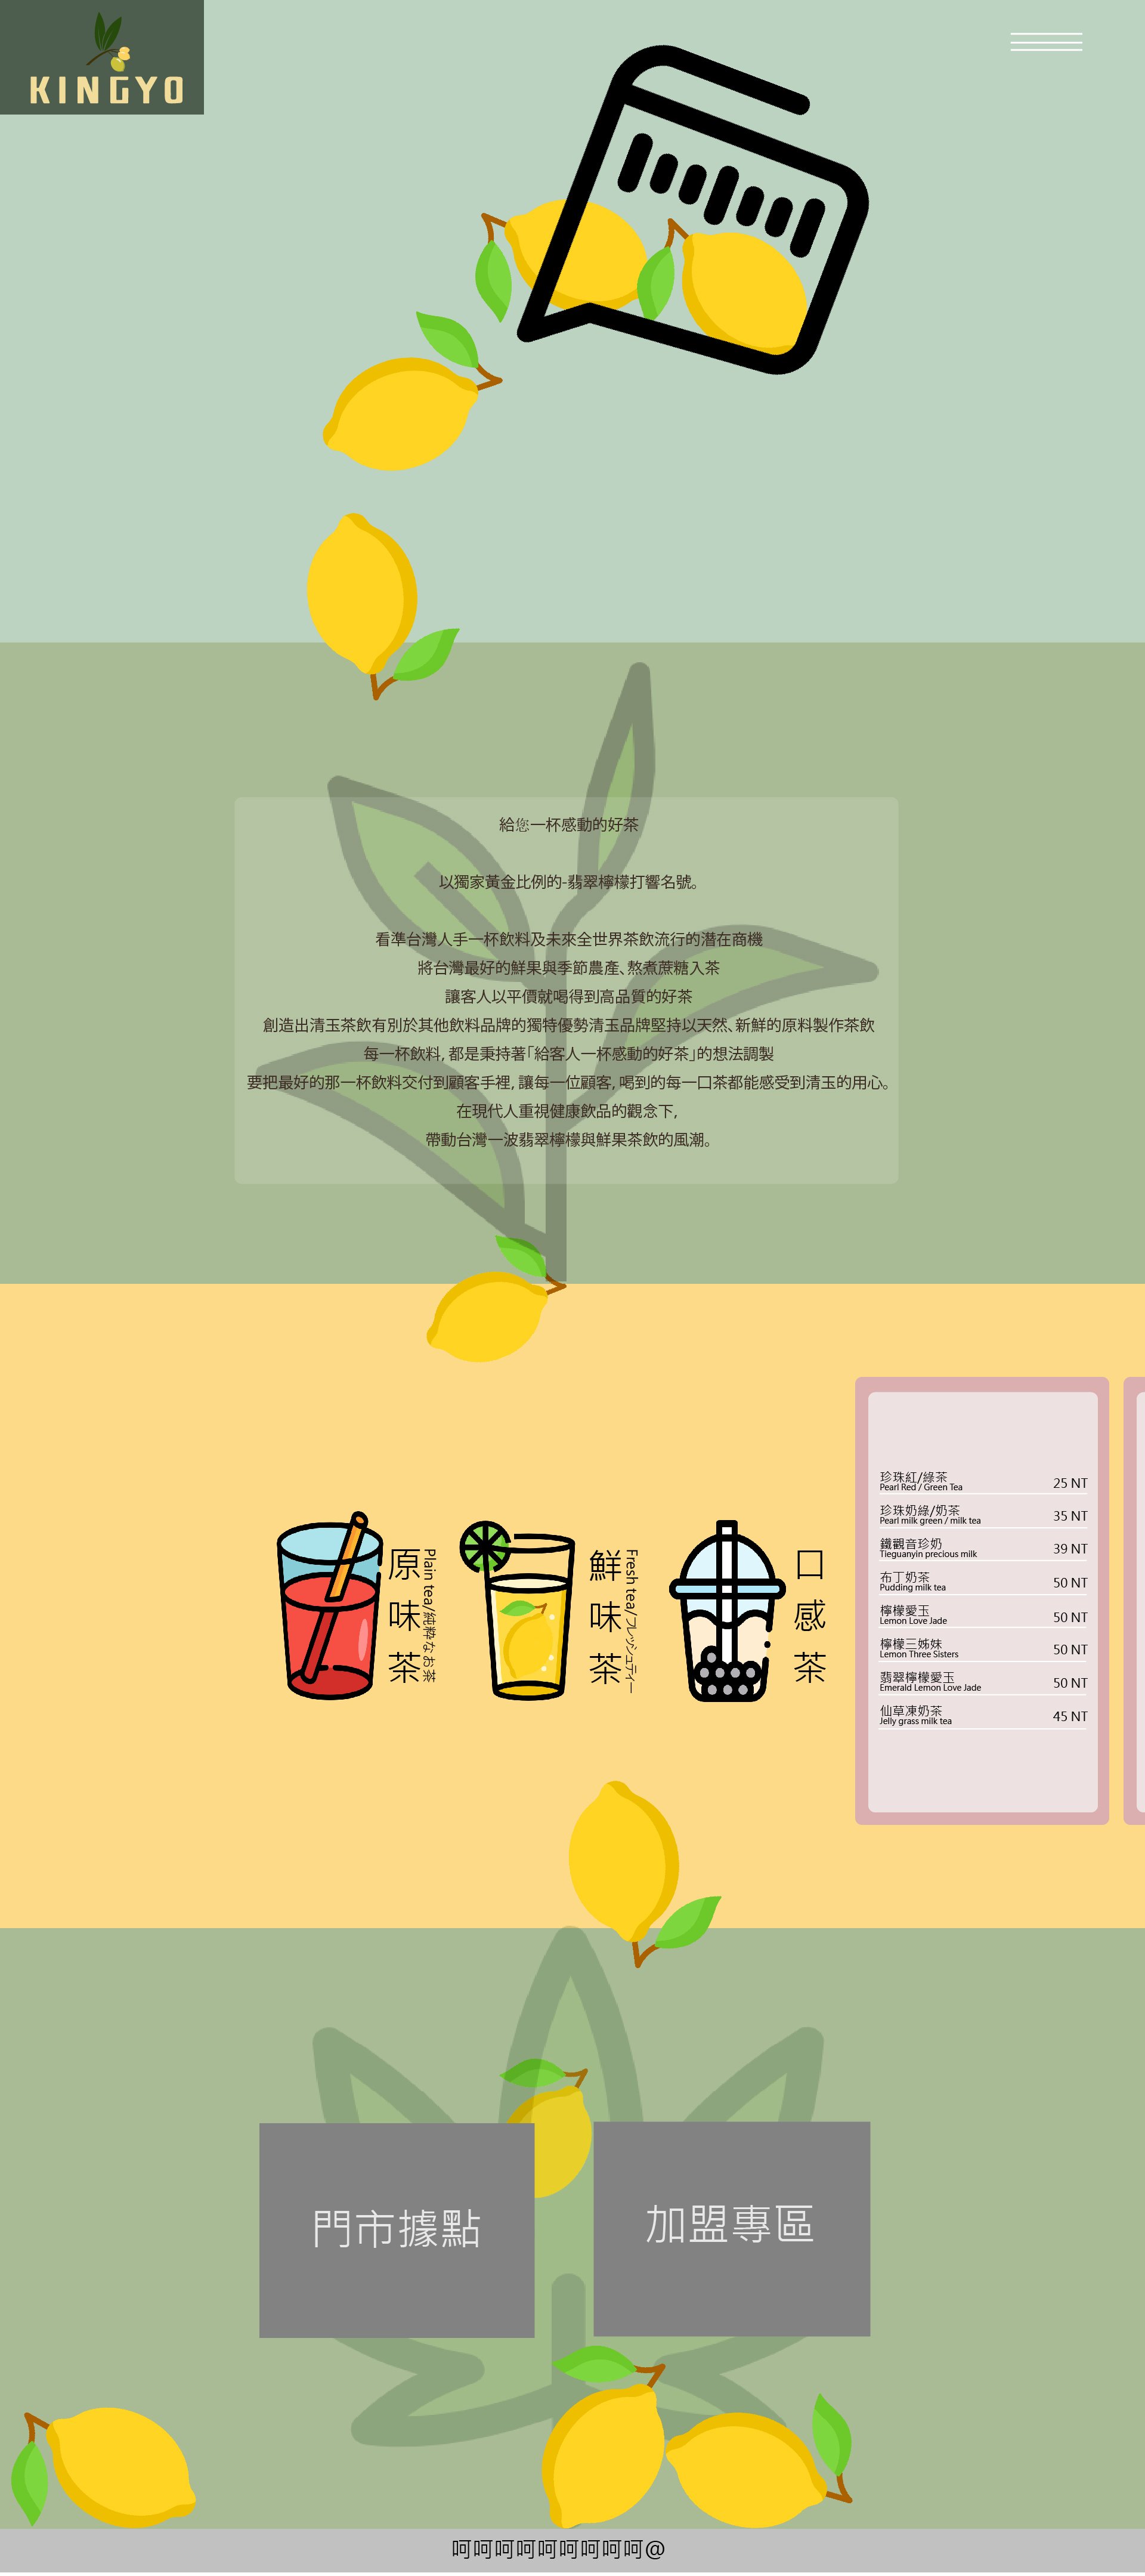 KINGYO
給您一杯感動的好茶
以獨家黃金比例的-翡翠檸檬打響名號。
看準台灣人手一杯飲料及未來全世界茶飲流行的潛在商機
將台灣最好的鮮果與季節農產、熬煮蔗糖入茶
讓客人以平價就喝得到高品質的好茶
創造出清玉茶飲有別於其他飲料品牌的獨特優勢清玉品牌堅持以天然、新鮮的原料製作茶飲
每一杯飲料, 都是秉持著「給客人一杯感動的好茶」的想法調製
要把最好的那一杯飲料交付到顧客手裡, 讓每一位顧客, 喝到的每一口茶都能感受到清玉的用心。
在現代人重視健康飲品的觀念下,
帶動台灣一波翡翠檸檬與鮮果茶飲的風潮。
原味茶
Plain tea/純粋なお茶
鮮味茶
Fresh tea/フレッシュティー
口感茶
珍珠紅/綠茶
Pearl Red / Green Tea
25 NT
珍珠奶綠/奶茶
Pearl milk green / milk tea
35 NT
鐵觀音珍奶
Tieguanyin precious milk
39 NT
布丁奶茶
Pudding milk tea
50 NT
檸檬愛玉
Lemon Love Jade
50 NT
檸檬三姊妹
Lemon Three Sisters
50 NT
翡翠檸檬愛玉
Emerald Lemon Love Jade
50 NT
仙草凍奶茶
Jelly grass milk tea
45 NT
門市據點
加盟專區
呵呵呵呵呵呵呵呵呵@